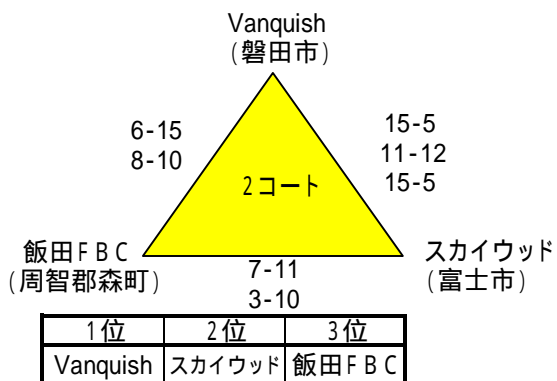 Vanquish
(磐田市)
6-15
8-10
15-5
11-12
15-5
2コート
飯田FBC
(周智郡森町)
スカイウッド
(富士市)
7-11
3-10
1位 2位 3位
Vanquish スカイウッド 飯田FBC